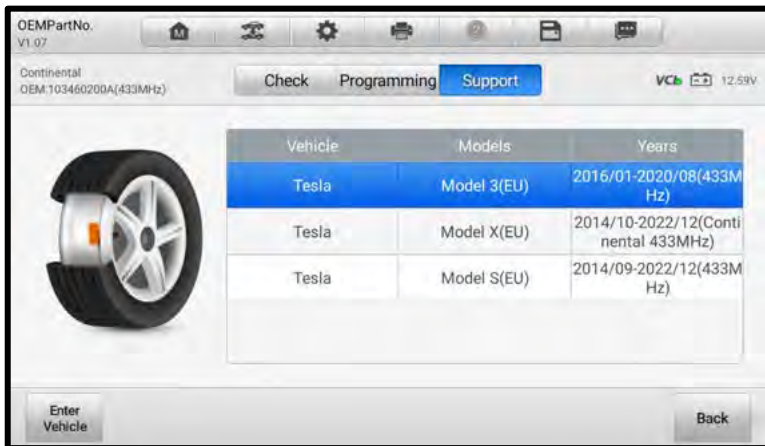 OEMPartNo.
V1.07
M
?
Continental
OEM:103460200A(433MHz)
Check Programming Support
VCI 12.59V
Vehicle Models Years
Tesla Model 3(EU) 2016/01-2020/08(433M
Hz)
Tesla Model X(EU) 2014/10-2022/12(Conti
nental 433MHz)
Tesla Model S(EU) 2014/09-2022/12(433M
Hz)
Enter
Vehicle
Back